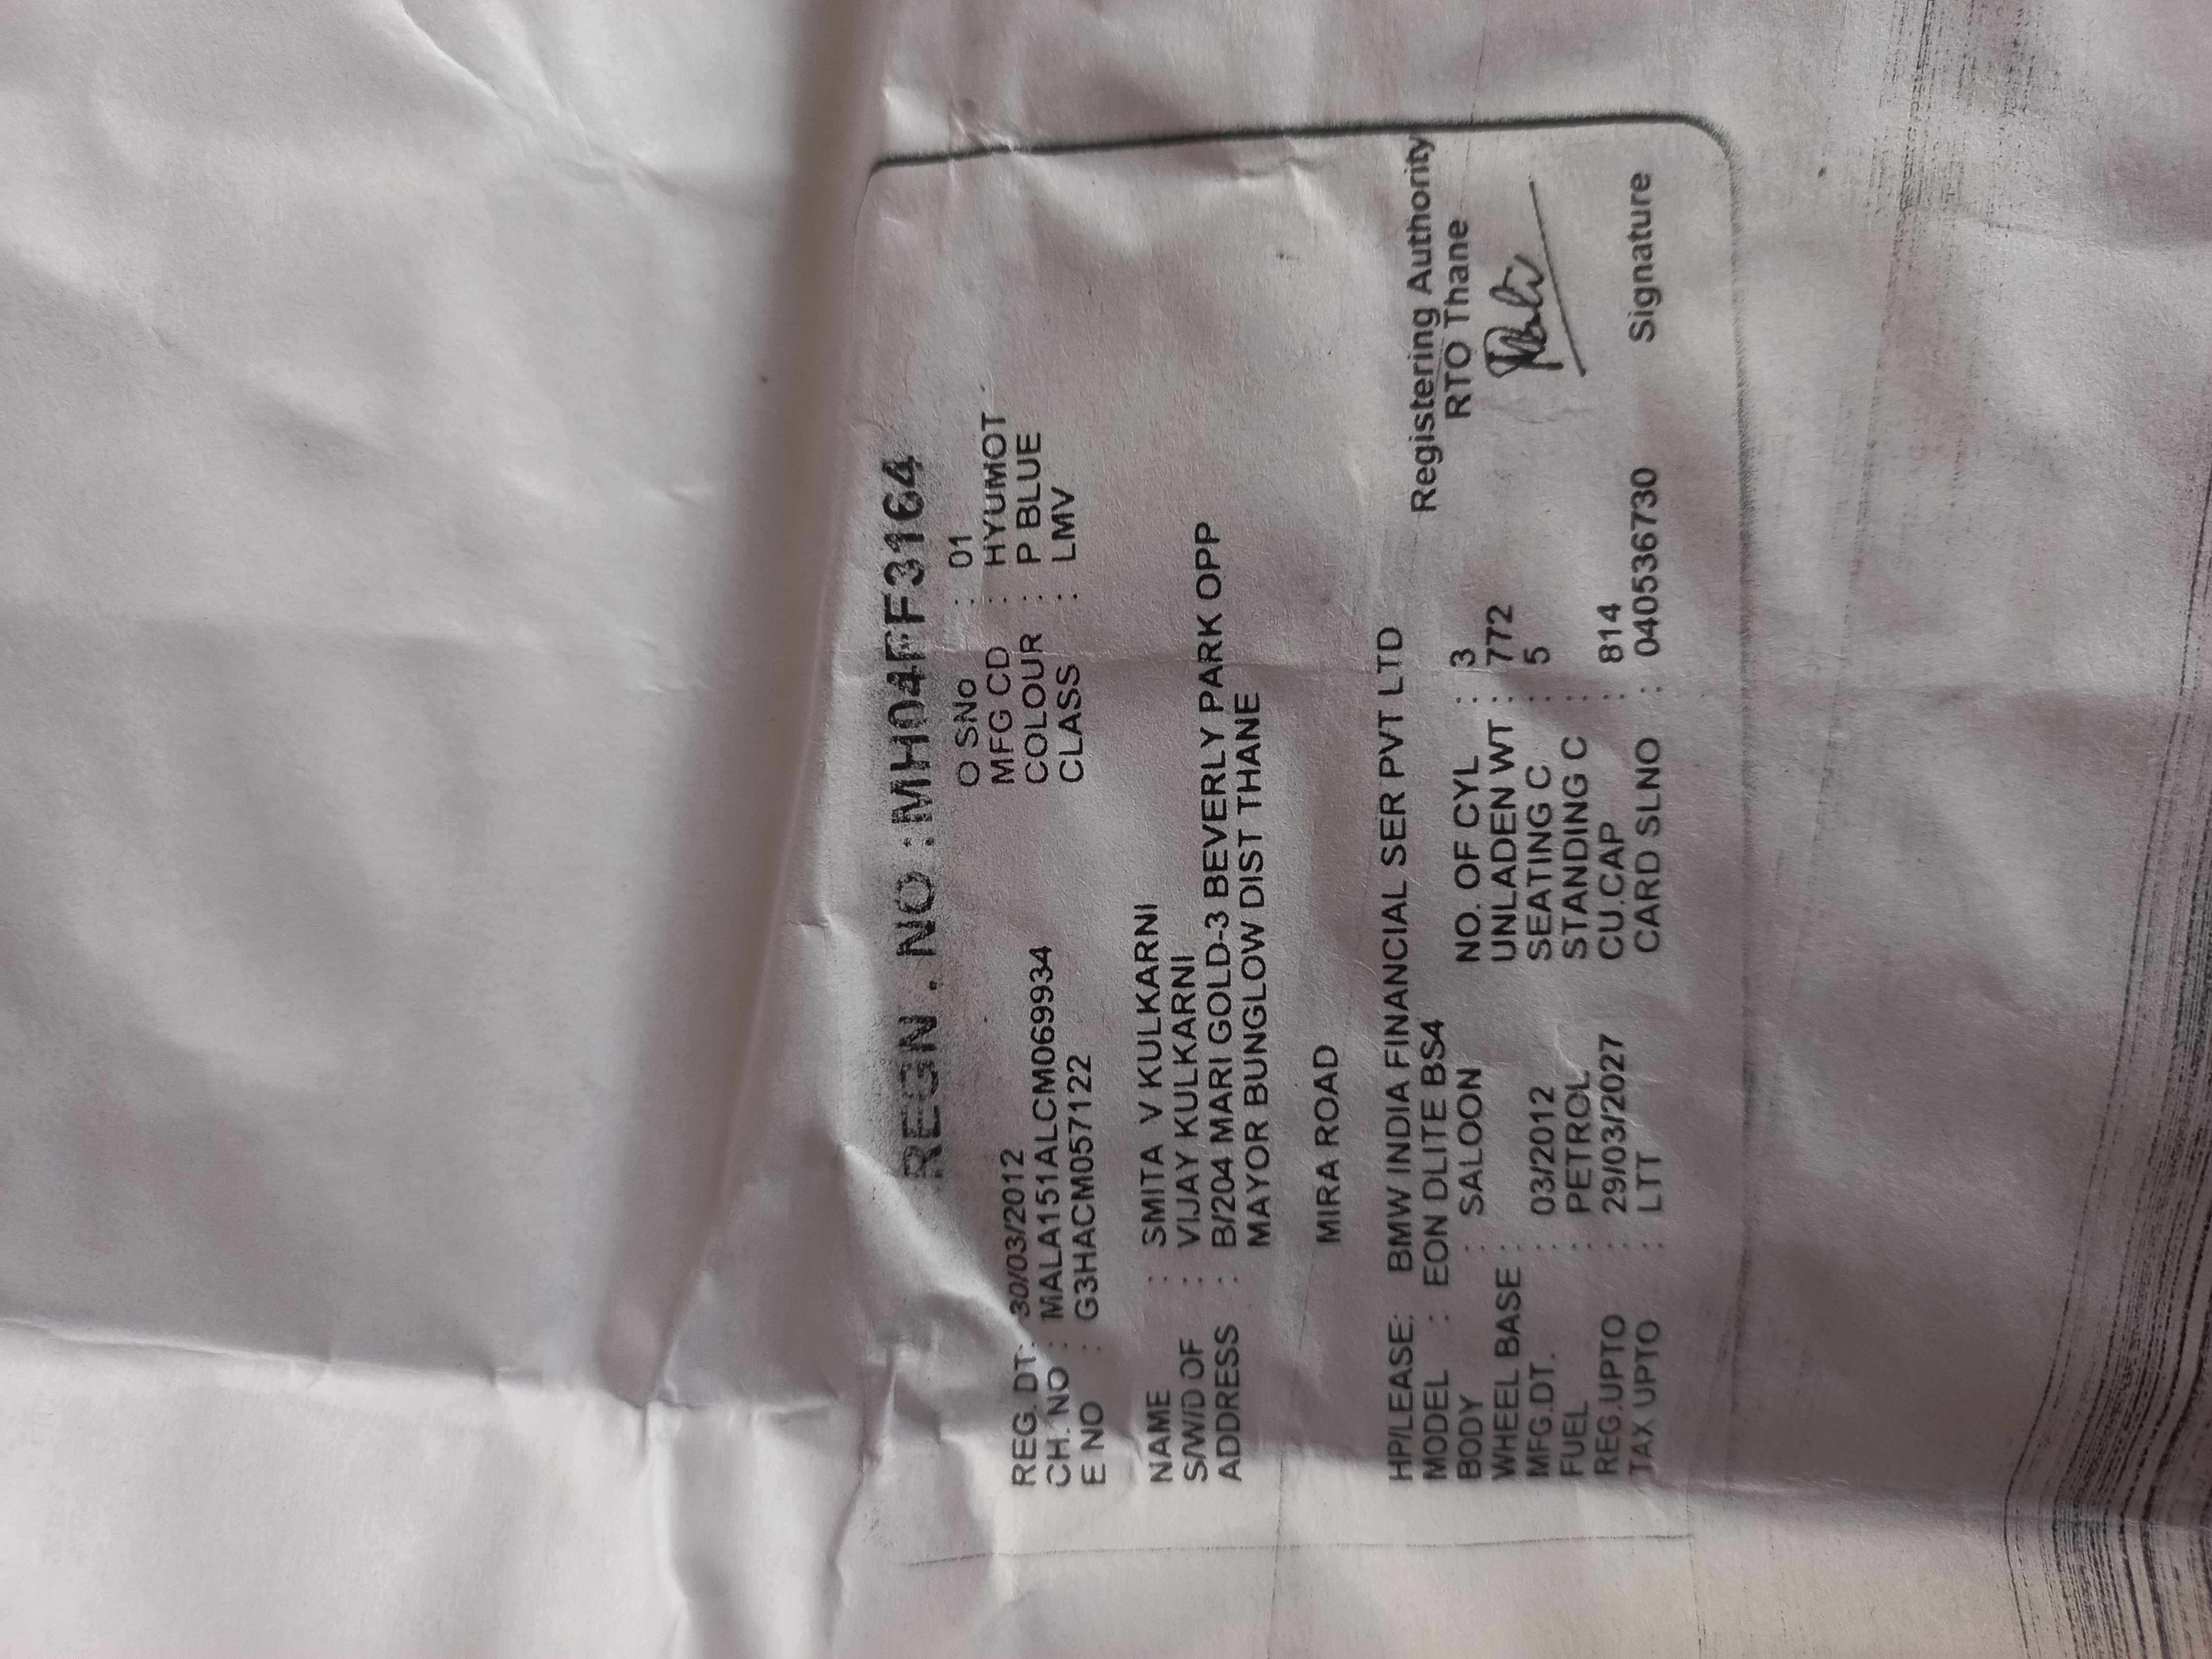 REGN . NO : MH04FF3164
O SNo : 01
MFG CD : HYUMOT
REG. DT: 30/03/2012 COLOUR : P BLUE
CH. NO : MALA151ALCM069934 CLASS : LMV
E NO : G3HACM057122
NAME : SMITA V KULKARNI
S/W/D OF : VIJAY KULKARNI
ADDRESS : B/204 MARI GOLD-3 BEVERLY PARK OPP
MAYOR BUNGLOW DIST THANE
MIRA ROAD
HP/LEASE: BMW INDIA FINANCIAL SER PVT LTD
MODEL : EON DLITE BS4
BODY : SALOON NO. OF CYL : 3
WHEEL BASE : UNLADEN WT : 772
MFG.DT. : 03/2012 SEATING C : 5
FUEL : PETROL STANDING C :
REG.UPTO : 29/03/2027 CU.CAP : 814
TAX UPTO : LTT CARD SLNO : 040536730
Registering Authority
RTO Thane
Signature